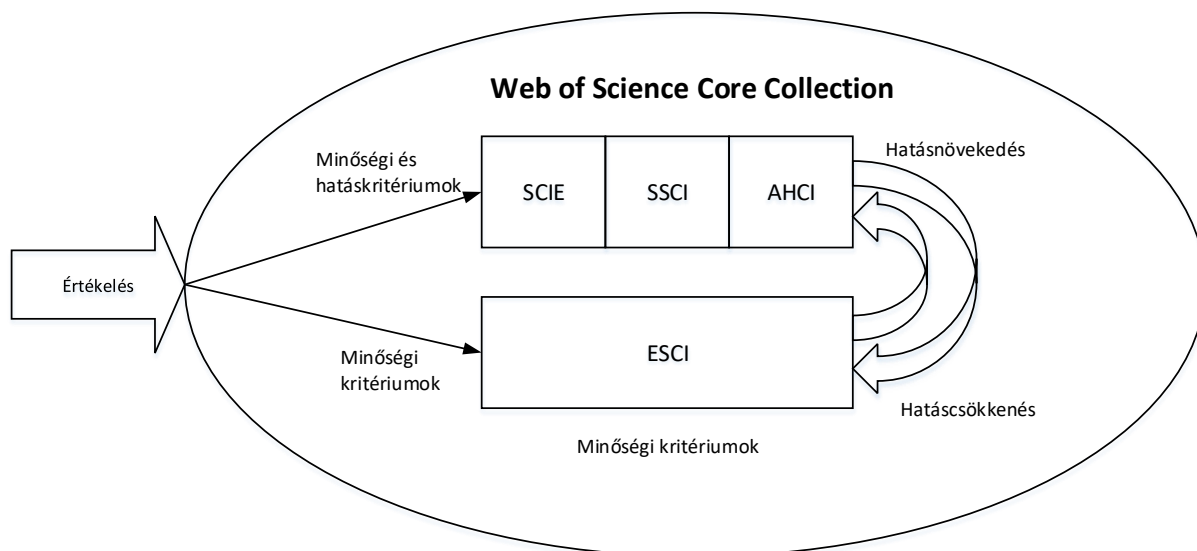 Web of Science Core Collection
Minőségi és
hatáskritériumok
SCIE
SSCI
AHCI
Hatásnövekedés
Értékelés
Minőségi
kritériumok
ESCI
Hatáscsökkenés
Minőségi kritériumok